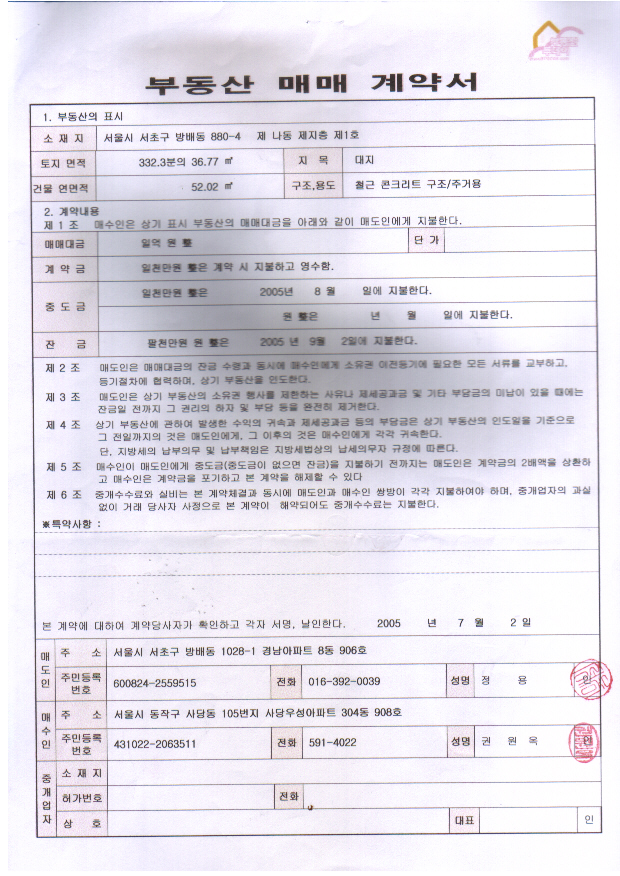 부동산 매매 계약서
1. 부동산의 표시
소 재 지 서울시 서초구 방배동 880-4 제 나동 제지층 제1호
토지 면적 332.3분의 36.77 ㎡ 지 목 대지
건물 연면적 52.02 ㎡ 구조,용도 철근 콘크리트 구조/주거용
2. 계약내용
제 1 조 매수인은 상기 표시 부동산의 매매대금을 아래와 같이 매도인에게 지불한다.
매매대금 일억 원 整 단 가
계 약 금 일천만원 整은 계약 시 지불하고 영수함.
중 도 금 일천만원 整은 2005년 8 월 일에 지불한다.
원 整은 년 월 일에 지불한다.
잔 금 팔천만원 원 整은 2005 년 9월 2일에 지불한다.
제 2 조 매도인은 매매대금의 잔금 수령과 동시에 매수인에게 소유권 이전등기에 필요한 모든 서류를 교부하고,
등기절차에 협력하며, 상기 부동산을 인도한다.
제 3 조 매도인은 상기 부동산의 소유권 행사를 제한하는 사유나 제세공과금 및 기타 부담금의 미납이 있을 때에는
잔금일 전까지 그 권리의 하자 및 부담 등을 완전히 제거한다.
제 4 조 상기 부동산에 관하여 발생한 수익의 귀속과 제세공과금 등의 부담금은 상기 부동산의 인도일을 기준으로
그 전일까지의 것은 매도인에게, 그 이후의 것은 매수인에게 각각 귀속한다.
단, 지방세의 납부의무 및 납부책임은 지방세법상의 납세의무자 규정에 따른다.
제 5 조 매수인이 매도인에게 중도금(중도금이 없으면 잔금)을 지불하기 전까지는 매도인은 계약금의 2배액을 상환하
고 매수인은 계약금을 포기하고 본 계약을 해제할 수 있다
제 6 조 중개수수료와 실비는 본 계약체결과 동시에 매도인과 매수인 쌍방이 각각 지불하여야 하며, 중개업자의 과실
없이 거래 당사자 사정으로 본 계약이 해약되어도 중개수수료는 지불한다.
※특약사항 :
본 계약에 대하여 계약당사자가 확인하고 각자 서명, 날인한다. 2005 년 7 월 2 일
매도인 주 소 서울시 서초구 방배동 1028-1 경남아파트 8동 906호
주민등록번호 600824-2559515 전화 016-392-0039 성명 정 용 인
매수인 주 소 서울시 동작구 사당동 105번지 사당우성아파트 304동 908호
주민등록번호 431022-2063511 전화 591-4022 성명 권 원 옥 인
중개업자 소 재 지
허가번호 전화
상 호 대표 인